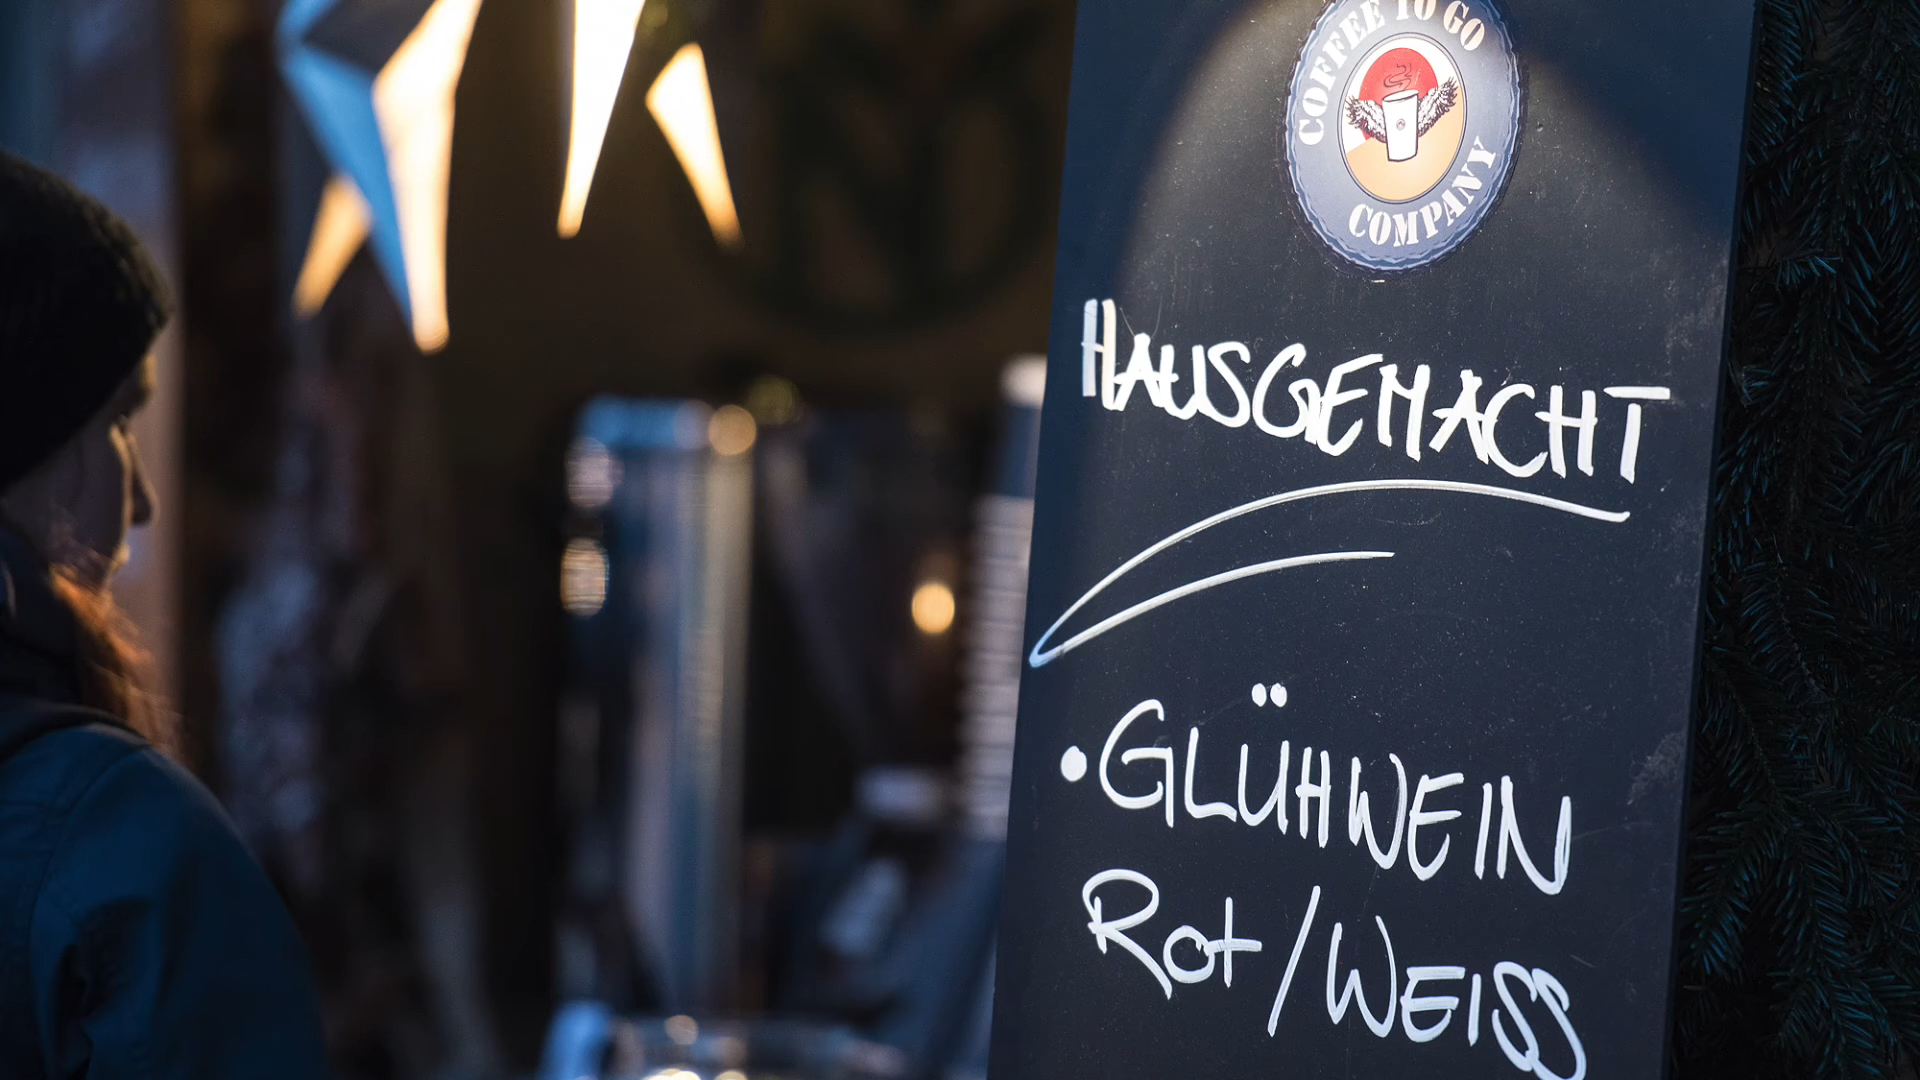 COFFEE TO GO
COMPANY
HAUSGEMACHT
• GLÜHWEIN
ROT/WEISS